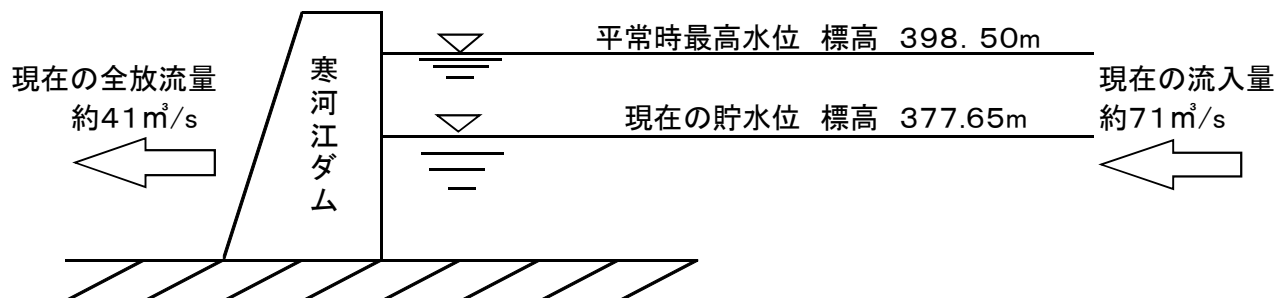 平常時最高水位 標高 398.50m
現在の全放流量
約41㎥/s
寒河江ダム
現在の貯水位 標高 377.65m
現在の流入量
約71㎥/s